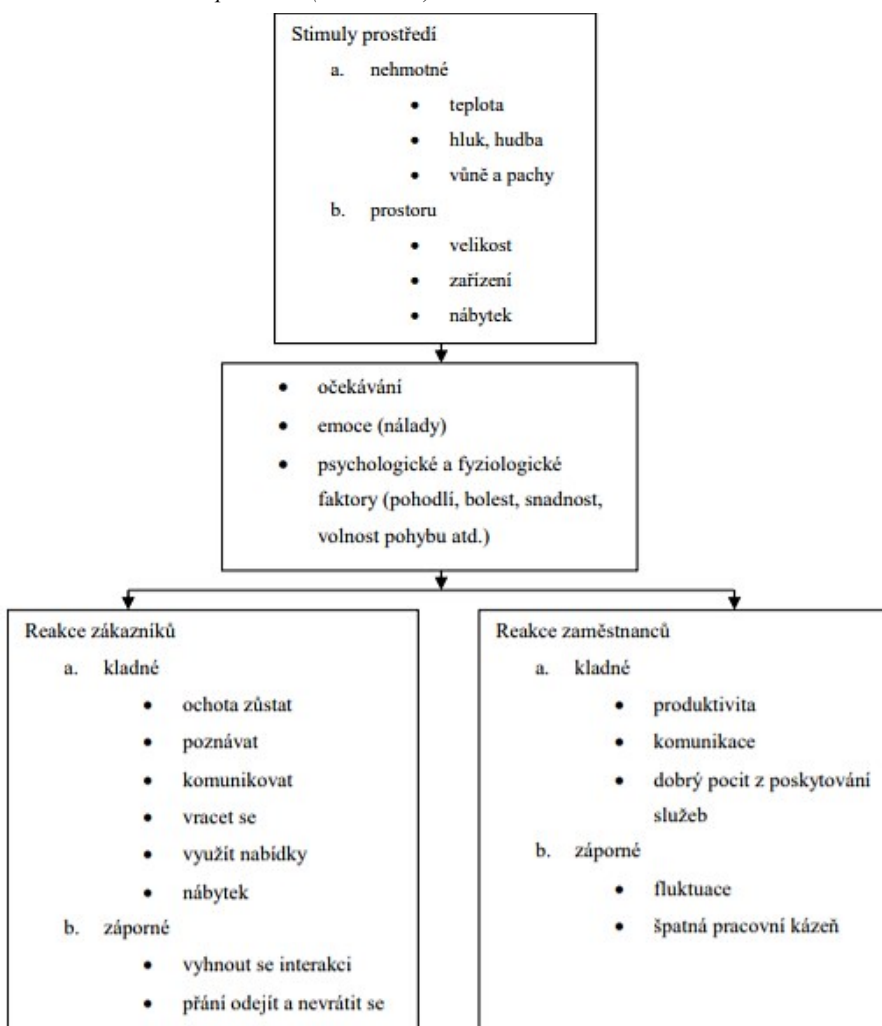 Stimuly prostředí
a. nehmotné
• teplota
• hluk, hudba
• vůně a pachy
b. prostoru
• velikost
• zařízení
• nábytek
• očekávání
• emoce (nálady)
• psychologické a fyziologické
faktory (pohodlí, bolest, snadnost,
volnost pohybu atd.)
Reakce zákazníků
a. kladné
• ochota zůstat
• poznávat
• komunikovat
• vracet se
• využít nabídky
• nábytek
b. záporné
• vyhnout se interakci
• přání odejít a nevrátit se
Reakce zaměstnanců
a. kladné
• produktivita
• komunikace
• dobrý pocit z poskytování
služeb
b. záporné
• fluktuace
• špatná pracovní kázeň